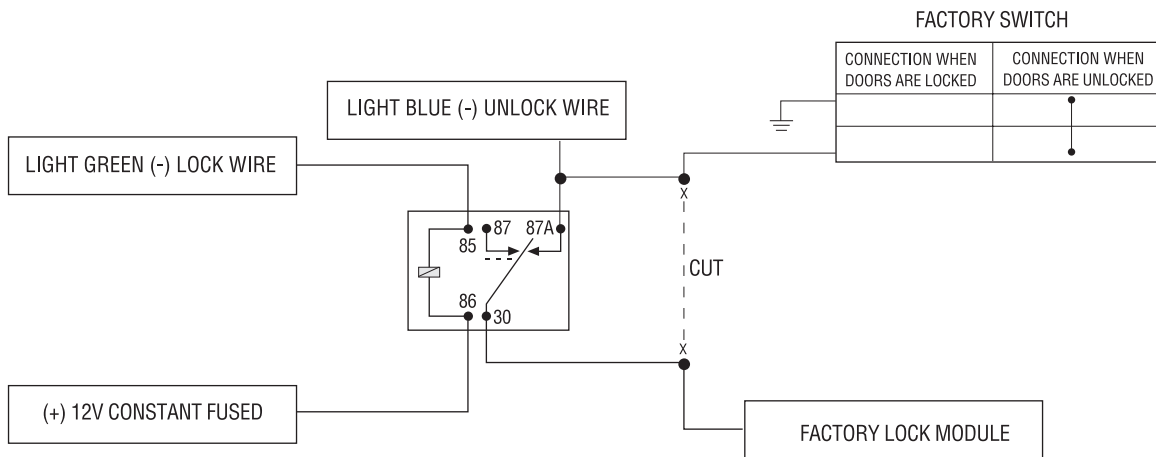 FACTORY SWITCH
CONNECTION WHEN
DOORS ARE LOCKED
CONNECTION WHEN
DOORS ARE UNLOCKED
LIGHT BLUE (-) UNLOCK WIRE
LIGHT GREEN (-) LOCK WIRE
87
87A
85
X
CUT
86
30
X
(+) 12V CONSTANT FUSED
FACTORY LOCK MODULE